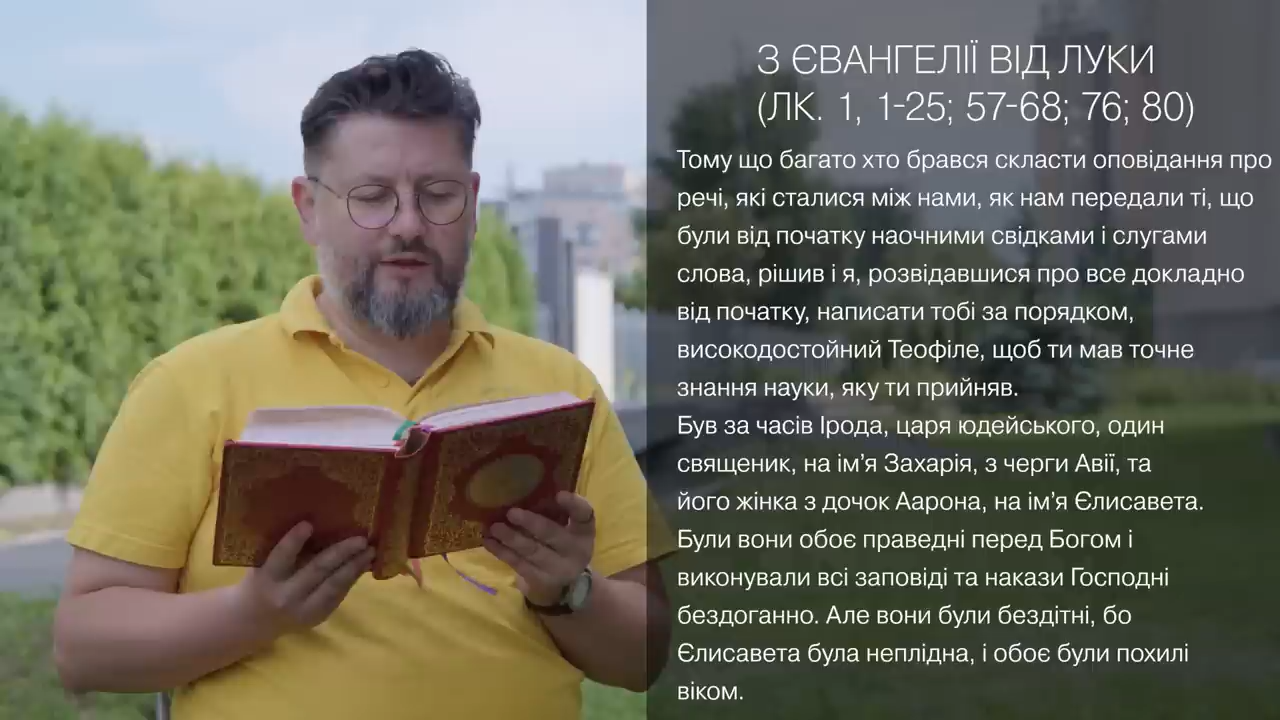 З ЄВАНГЕЛІЇ ВІД ЛУКИ
(ЛК. 1, 1-25; 57-68; 76; 80)
Тому що багато хто брався скласти оповідання про
речі, які сталися між нами, як нам передали ті, що
були від початку наочними свідками і слугами
слова, рішив і я, розвідавшися про все докладно
від початку, написати тобі за порядком,
високодостойний Теофіле, щоб ти мав точне
знання науки, яку ти прийняв.
Був за часів Ірода, царя юдейського, один
священик, на ім’я Захарія, з черги Авії, та
його жінка з дочок Аарона, на ім’я Єлисавета.
Були вони обоє праведні перед Богом і
виконували всі заповіді та накази Господні
бездоганно. Але вони були бездітні, бо
Єлисавета була неплідна, і обоє були похилі
віком.